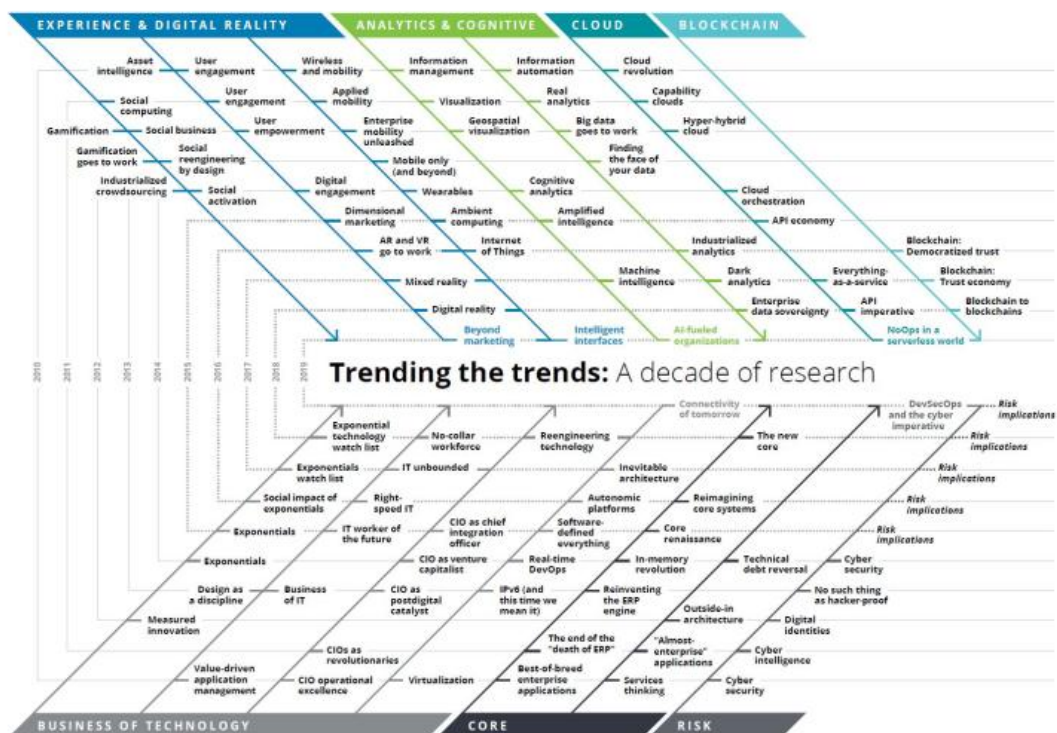 EXPERIENCE & DIGITAL REALITY
ANALYTICS & COGNITIVE
CLOUD
BLOCKCHAIN
Asset
intelligence
User
engagement
Wireless
and mobility
Information
management
Information
automation
Cloud
revolution
Social
computing
User
engagement
Applied
mobility
Visualization
Real
analytics
Capability
clouds
Gamification
Social business
User
empowerment
Enterprise
mobility
unleashed
Geospatial
visualization
Big data
goes to work
Hyper-hybrid
cloud
Gamification
goes to work
Social
reengineering
by design
Mobile only
(and beyond)
Finding
the face of
your data
Industrialized
crowdsourcing
Social
activation
Digital
engagement
Wearables
Cognitive
analytics
Cloud
orchestration
Dimensional
marketing
Ambient
computing
Amplified
intelligence
API economy
AR and VR
go to work
Internet
of Things
Industrialized
analytics
Blockchain:
Democratized trust
Mixed reality
Machine
intelligence
Dark
analytics
Everything-
as-a-service
Blockchain:
Trust economy
Digital reality
Enterprise
data sovereignty
API
imperative
Blockchain to
blockchains
Beyond
marketing
Intelligent
interfaces
AI-fueled
organizations
NoOps in a
serverless world
2010
2011
2012
2013
2014
2015
2016
2017
2018
2019
Trending the trends: A decade of research
Connectivity
of tomorrow
DevSecOps
and the cyber
imperative
Risk
implications
Exponential
technology
watch list
No-collar
workforce
Reengineering
technology
The new
core
Risk
implications
Exponentials
watch list
IT unbounded
Inevitable
architecture
Risk
implications
Social impact of
exponentials
Right-
speed IT
Autonomic
platforms
Reimagining
core systems
Risk
implications
Exponentials
IT worker of
the future
CIO as chief
integration
officer
Software-
defined
everything
Core
renaissance
Risk
implications
Exponentials
CIO as venture
capitalist
Real-time
DevOps
In-memory
revolution
Technical
debt reversal
Cyber
security
Design as
a discipline
Business
of IT
CIO as
postdigital
catalyst
IPv6 (and
this time we
mean it)
Reinventing
the ERP
engine
No such thing
as hacker-proof
Measured
innovation
Outside-in
architecture
Digital
identities
CIOs as
revolutionaries
The end of the
"death of ERP"
"Almost-
enterprise"
applications
Cyber
intelligence
Value-driven
application
management
CIO operational
excellence
Virtualization
Best-of-breed
enterprise
applications
Services
thinking
Cyber
security
BUSINESS OF TECHNOLOGY
CORE
RISK